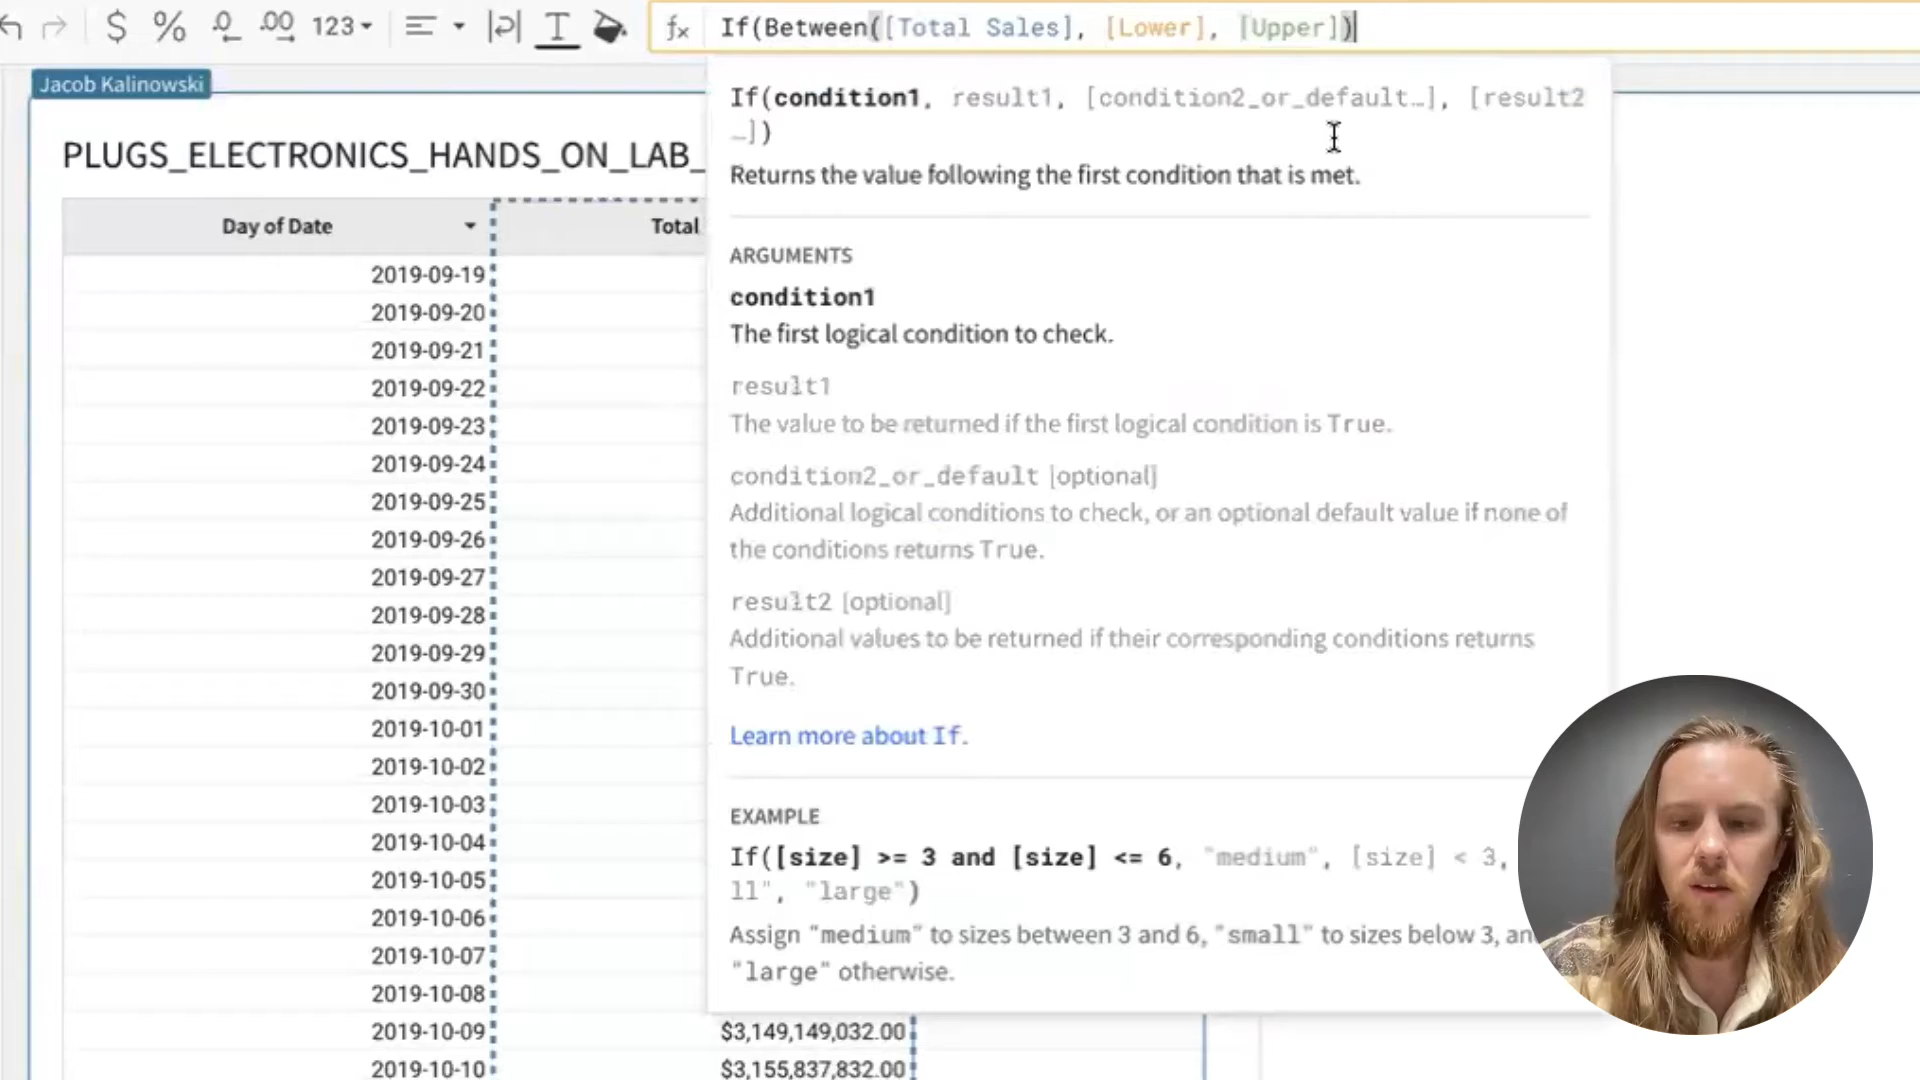 $ % .0 .00 123
fx If(Between([Total Sales], [Lower], [Upper])
Jacob Kalinowski
PLUGS_ELECTRONICS_HANDS_ON_LAB_
Day of Date
Total
2019-09-19
2019-09-20
2019-09-21
2019-09-22
2019-09-23
2019-09-24
2019-09-25
2019-09-26
2019-09-27
2019-09-28
2019-09-29
2019-09-30
2019-10-01
2019-10-02
2019-10-03
2019-10-04
2019-10-05
2019-10-06
2019-10-07
2019-10-08
2019-10-09 $3,149,149,032.00
2019-10-10 $3,155,837,832.00
If(condition1, result1, [condition2_or_default…], [result2
…])
Returns the value following the first condition that is met.
ARGUMENTS
condition1
The first logical condition to check.
result1
The value to be returned if the first logical condition is True.
condition2_or_default [optional]
Additional logical conditions to check, or an optional default value if none of
the conditions returns True.
result2 [optional]
Additional values to be returned if their corresponding conditions returns
True.
Learn more about If.
EXAMPLE
If([size] >= 3 and [size] <= 6, "medium", [size] < 3,
ll", "large")
Assign "medium" to sizes between 3 and 6, "small" to sizes below 3, an
"large" otherwise.